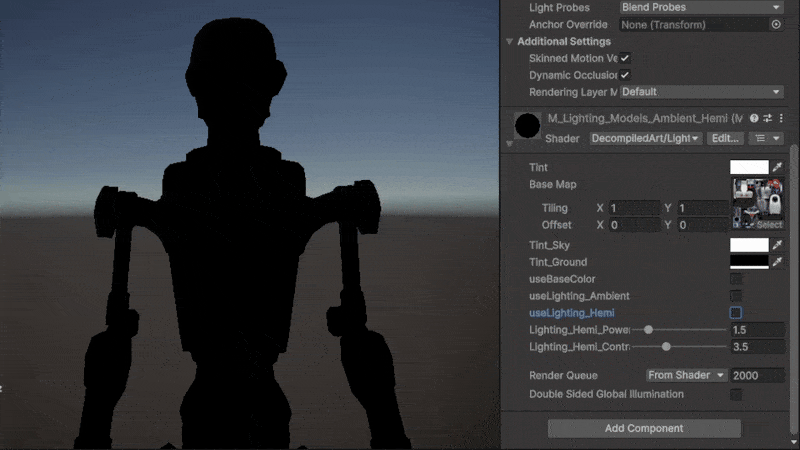 Light Probes Blend Probes
Anchor Override None (Transform)
Additional Settings
Skinned Motion Ve
Dynamic Occlusion
Rendering Layer M Default
M_Lighting_Models_Ambient_Hemi (M
Shader DecompiledArt/Light Edit...
Tint
Base Map
Tiling X 1 Y 1
Offset X 0 Y 0
Select
Tint_Sky
Tint_Ground
useBaseColor
useLighting_Ambient
useLighting_Hemi
Lighting_Hemi_Power 1.5
Lighting_Hemi_Contr 3.5
Render Queue From Shader 2000
Double Sided Global Illumination
Add Component